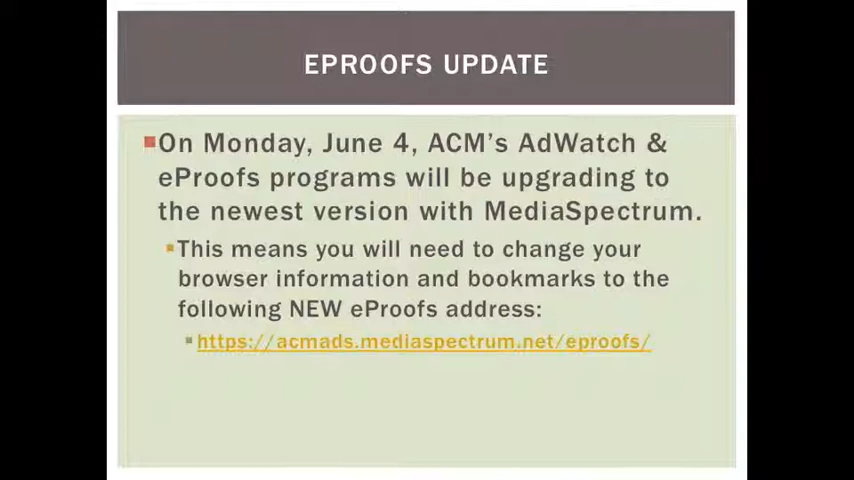 EPROOFS UPDATE
On Monday, June 4, ACM's AdWatch &
eProofs programs will be upgrading to
the newest version with MediaSpectrum.
This means you will need to change your
browser information and bookmarks to the
following NEW eProofs address:
https://acmads.mediaspectrum.net/eproofs/